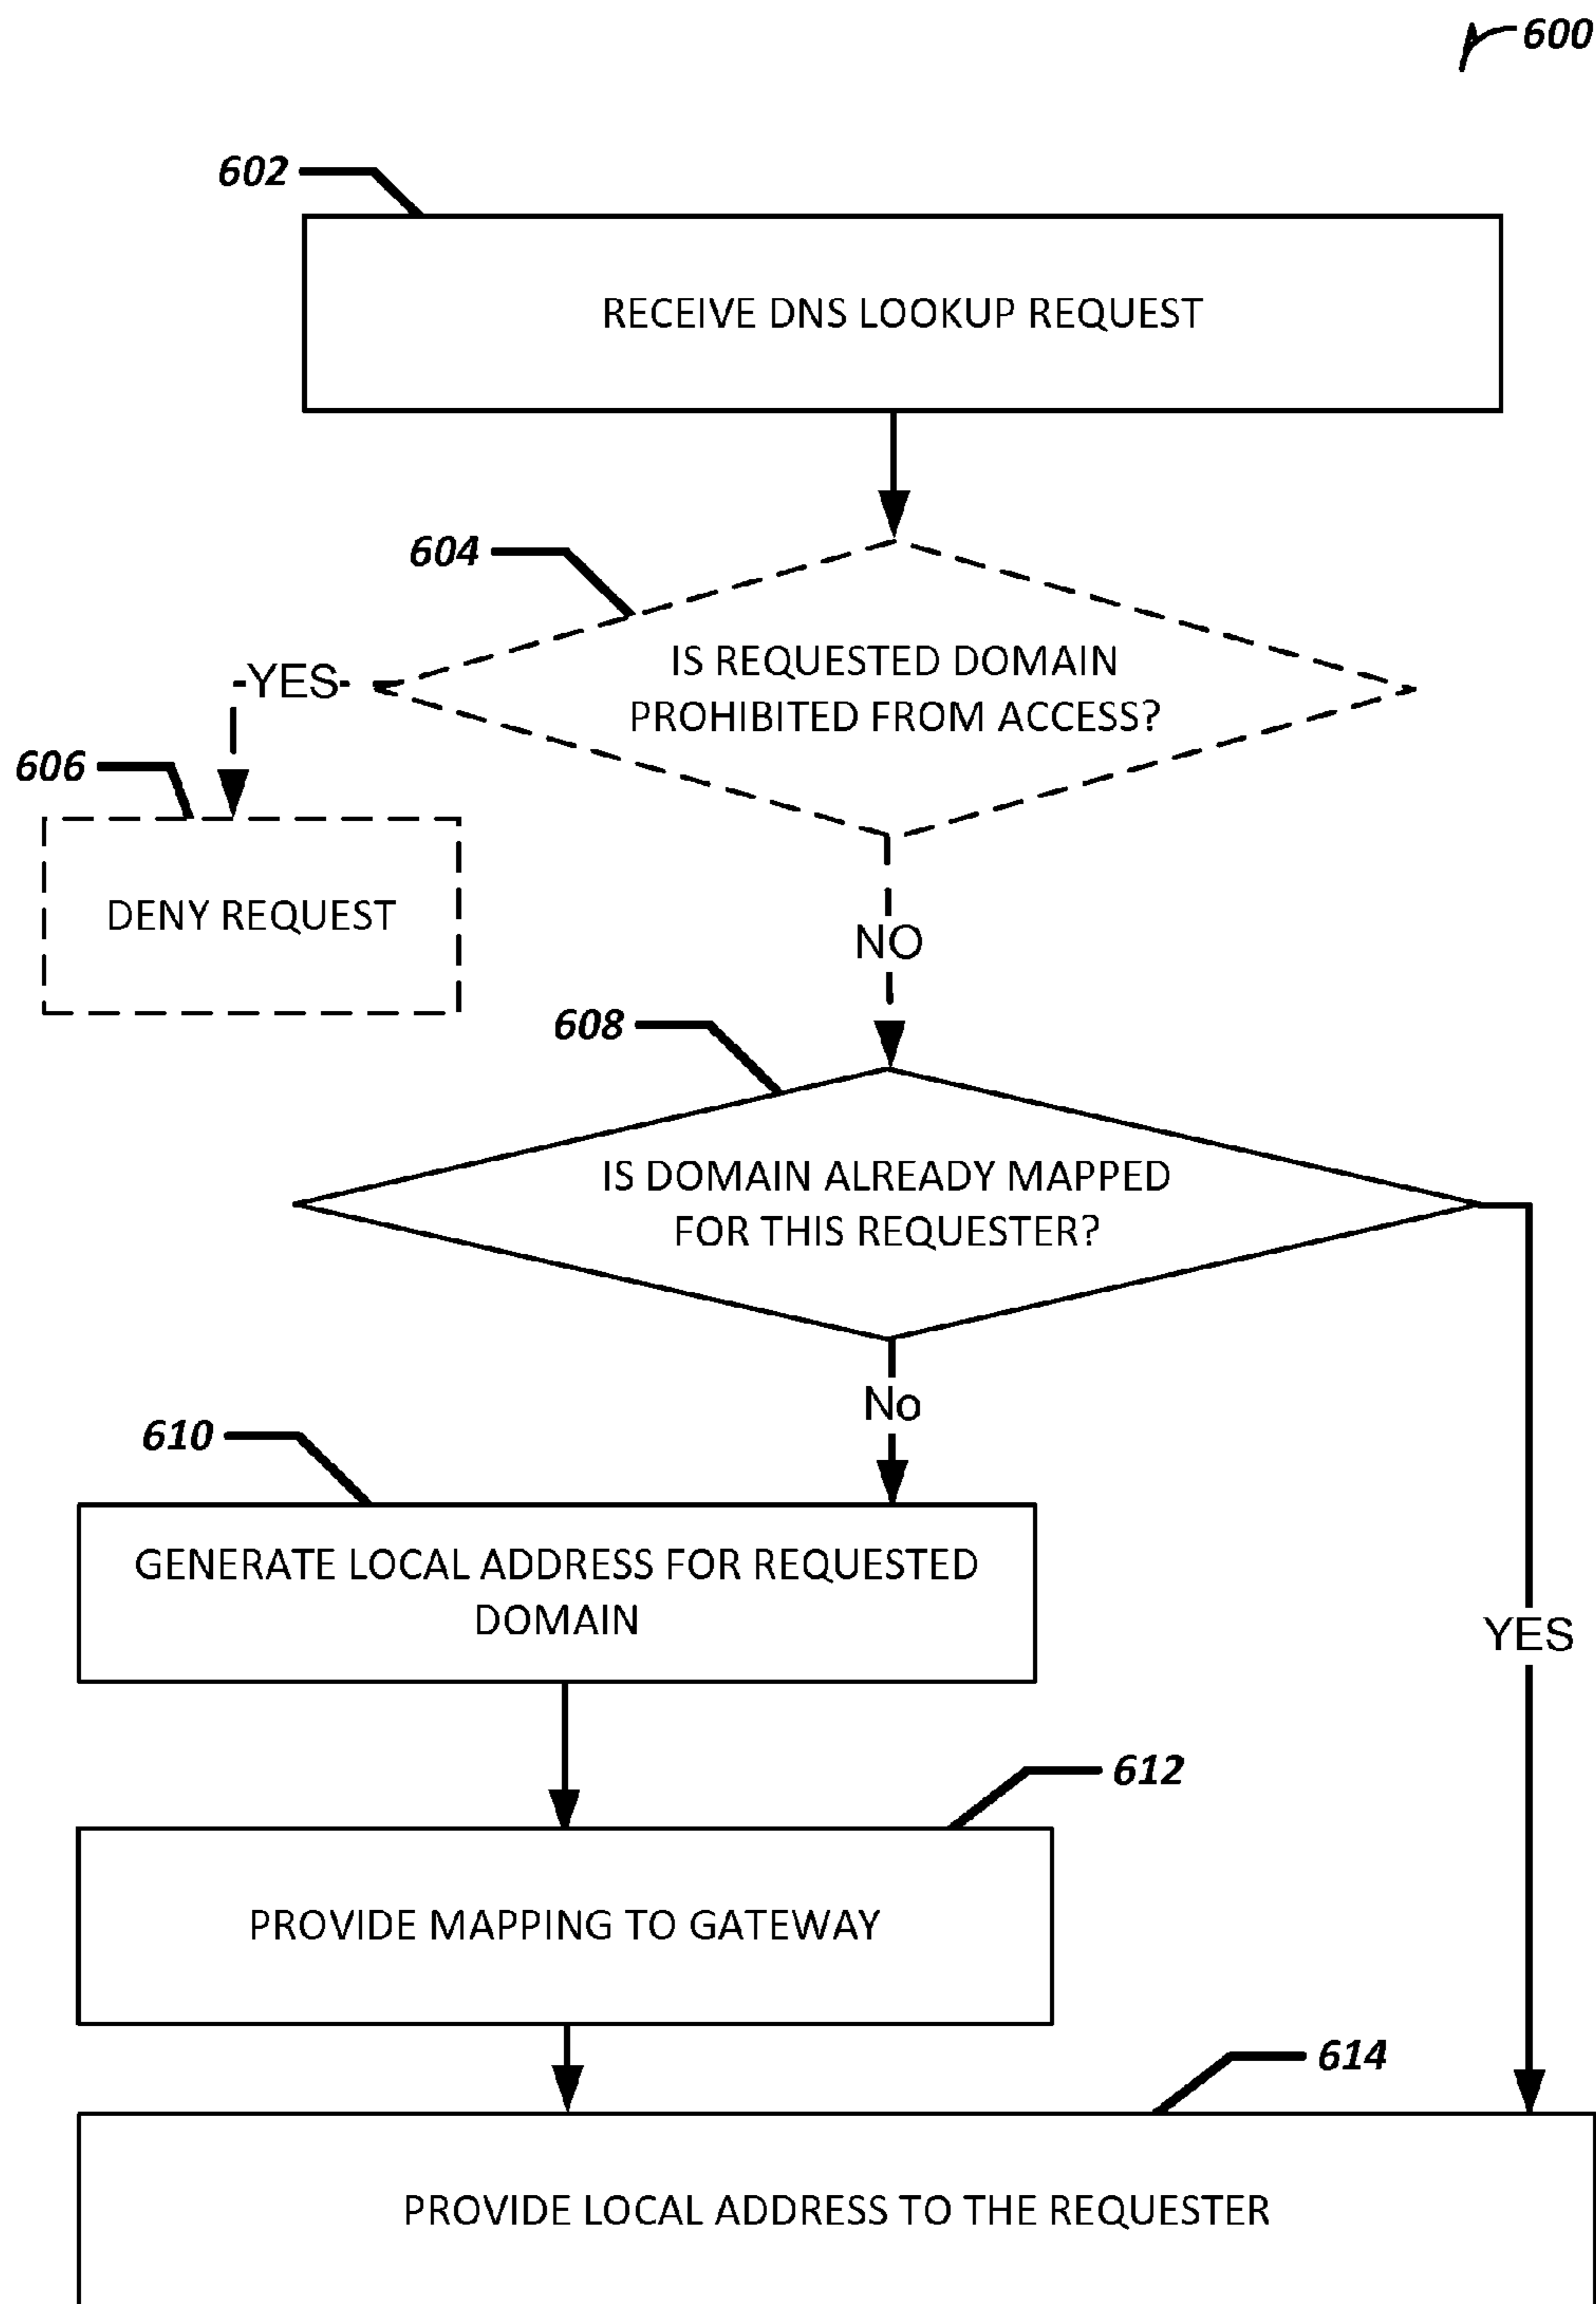 600
602
RECEIVE DNS LOOKUP REQUEST
604
IS REQUESTED DOMAIN
PROHIBITED FROM ACCESS?
YES
606
DENY REQUEST
NO
608
IS DOMAIN ALREADY MAPPED
FOR THIS REQUESTER?
No
610
GENERATE LOCAL ADDRESS FOR REQUESTED
DOMAIN
YES
612
PROVIDE MAPPING TO GATEWAY
614
PROVIDE LOCAL ADDRESS TO THE REQUESTER